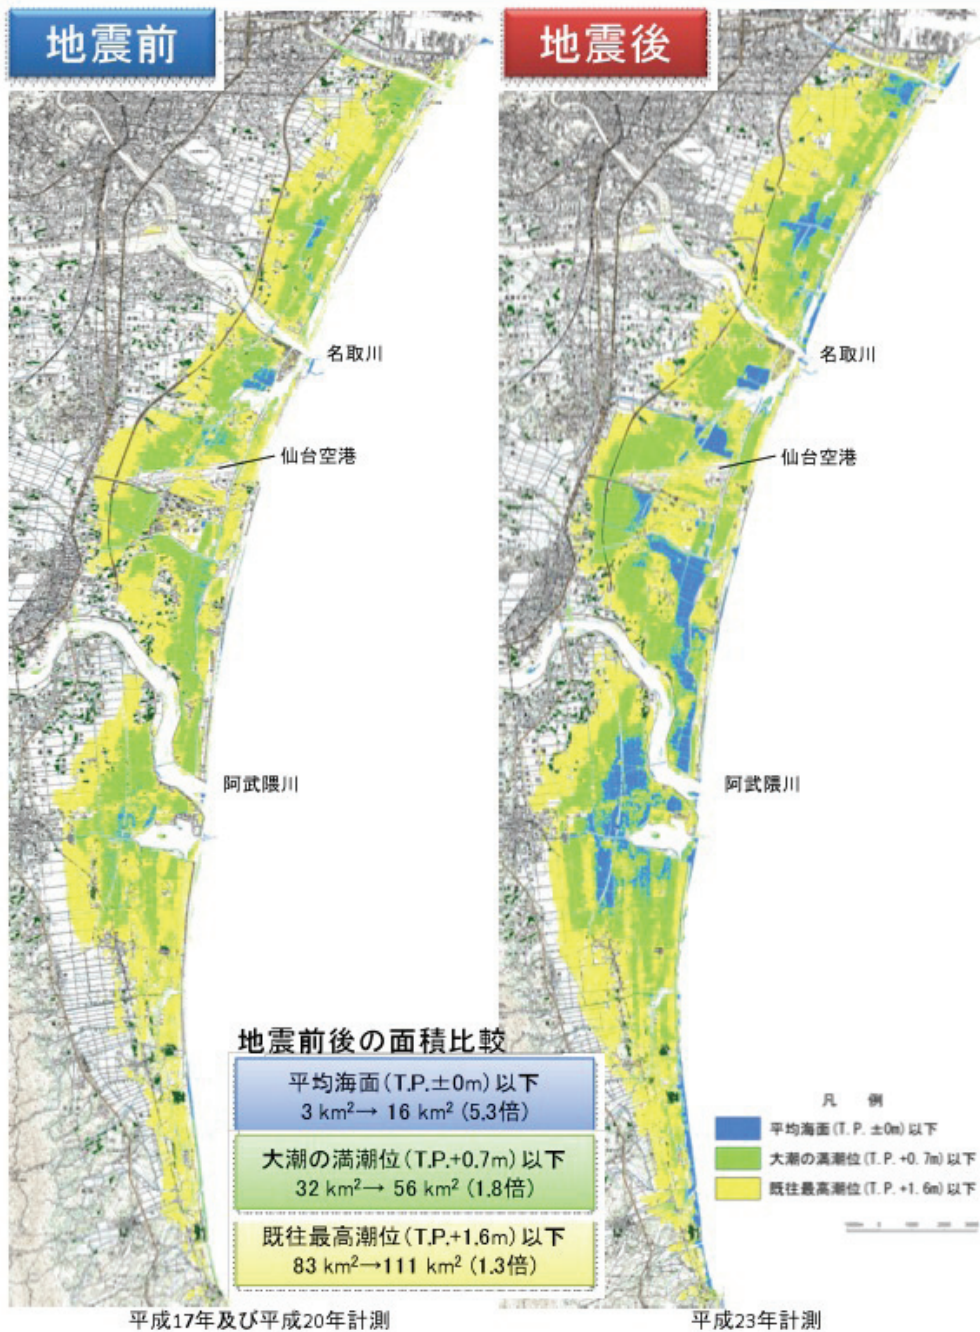 地震前
地震後
名取川
名取川
仙台空港
仙台空港
阿武隈川
阿武隈川
地震前後の面積比較
平均海面(T.P.±0m)以下
3 km²→ 16 km² (5.3倍)
大潮の満潮位(T.P.+0.7m)以下
32 km²→ 56 km² (1.8倍)
既往最高潮位(T.P.+1.6m)以下
83 km²→111 km² (1.3倍)
凡 例
平均海面(T.P. ±0m)以下
大潮の満潮位(T.P.+0.7m)以下
既往最高潮位(T.P.+1.6m)以下
平成17年及び平成20年計測
平成23年計測